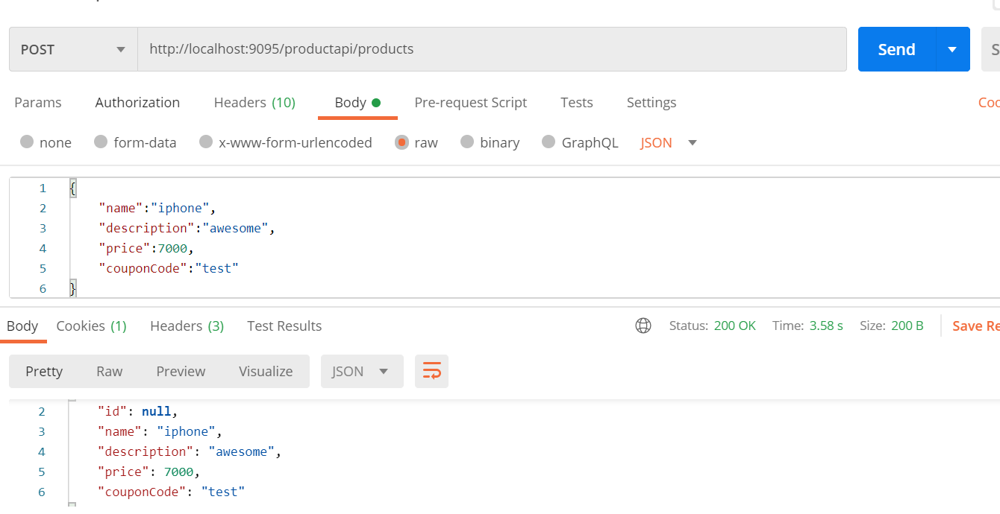 POST http://localhost:9095/productapi/products Send S
Params Authorization Headers (10) Body Pre-request Script Tests Settings Coo
none form-data x-www-form-urlencoded raw binary GraphQL JSON
1 {
2 "name":"iphone",
3 "description":"awesome",
4 "price":7000,
5 "couponCode":"test"
6 }
Body Cookies (1) Headers (3) Test Results Status: 200 OK Time: 3.58 s Size: 200 B Save Re
Pretty Raw Preview Visualize JSON
2 "id": null,
3 "name": "iphone",
4 "description": "awesome",
5 "price": 7000,
6 "couponCode": "test"